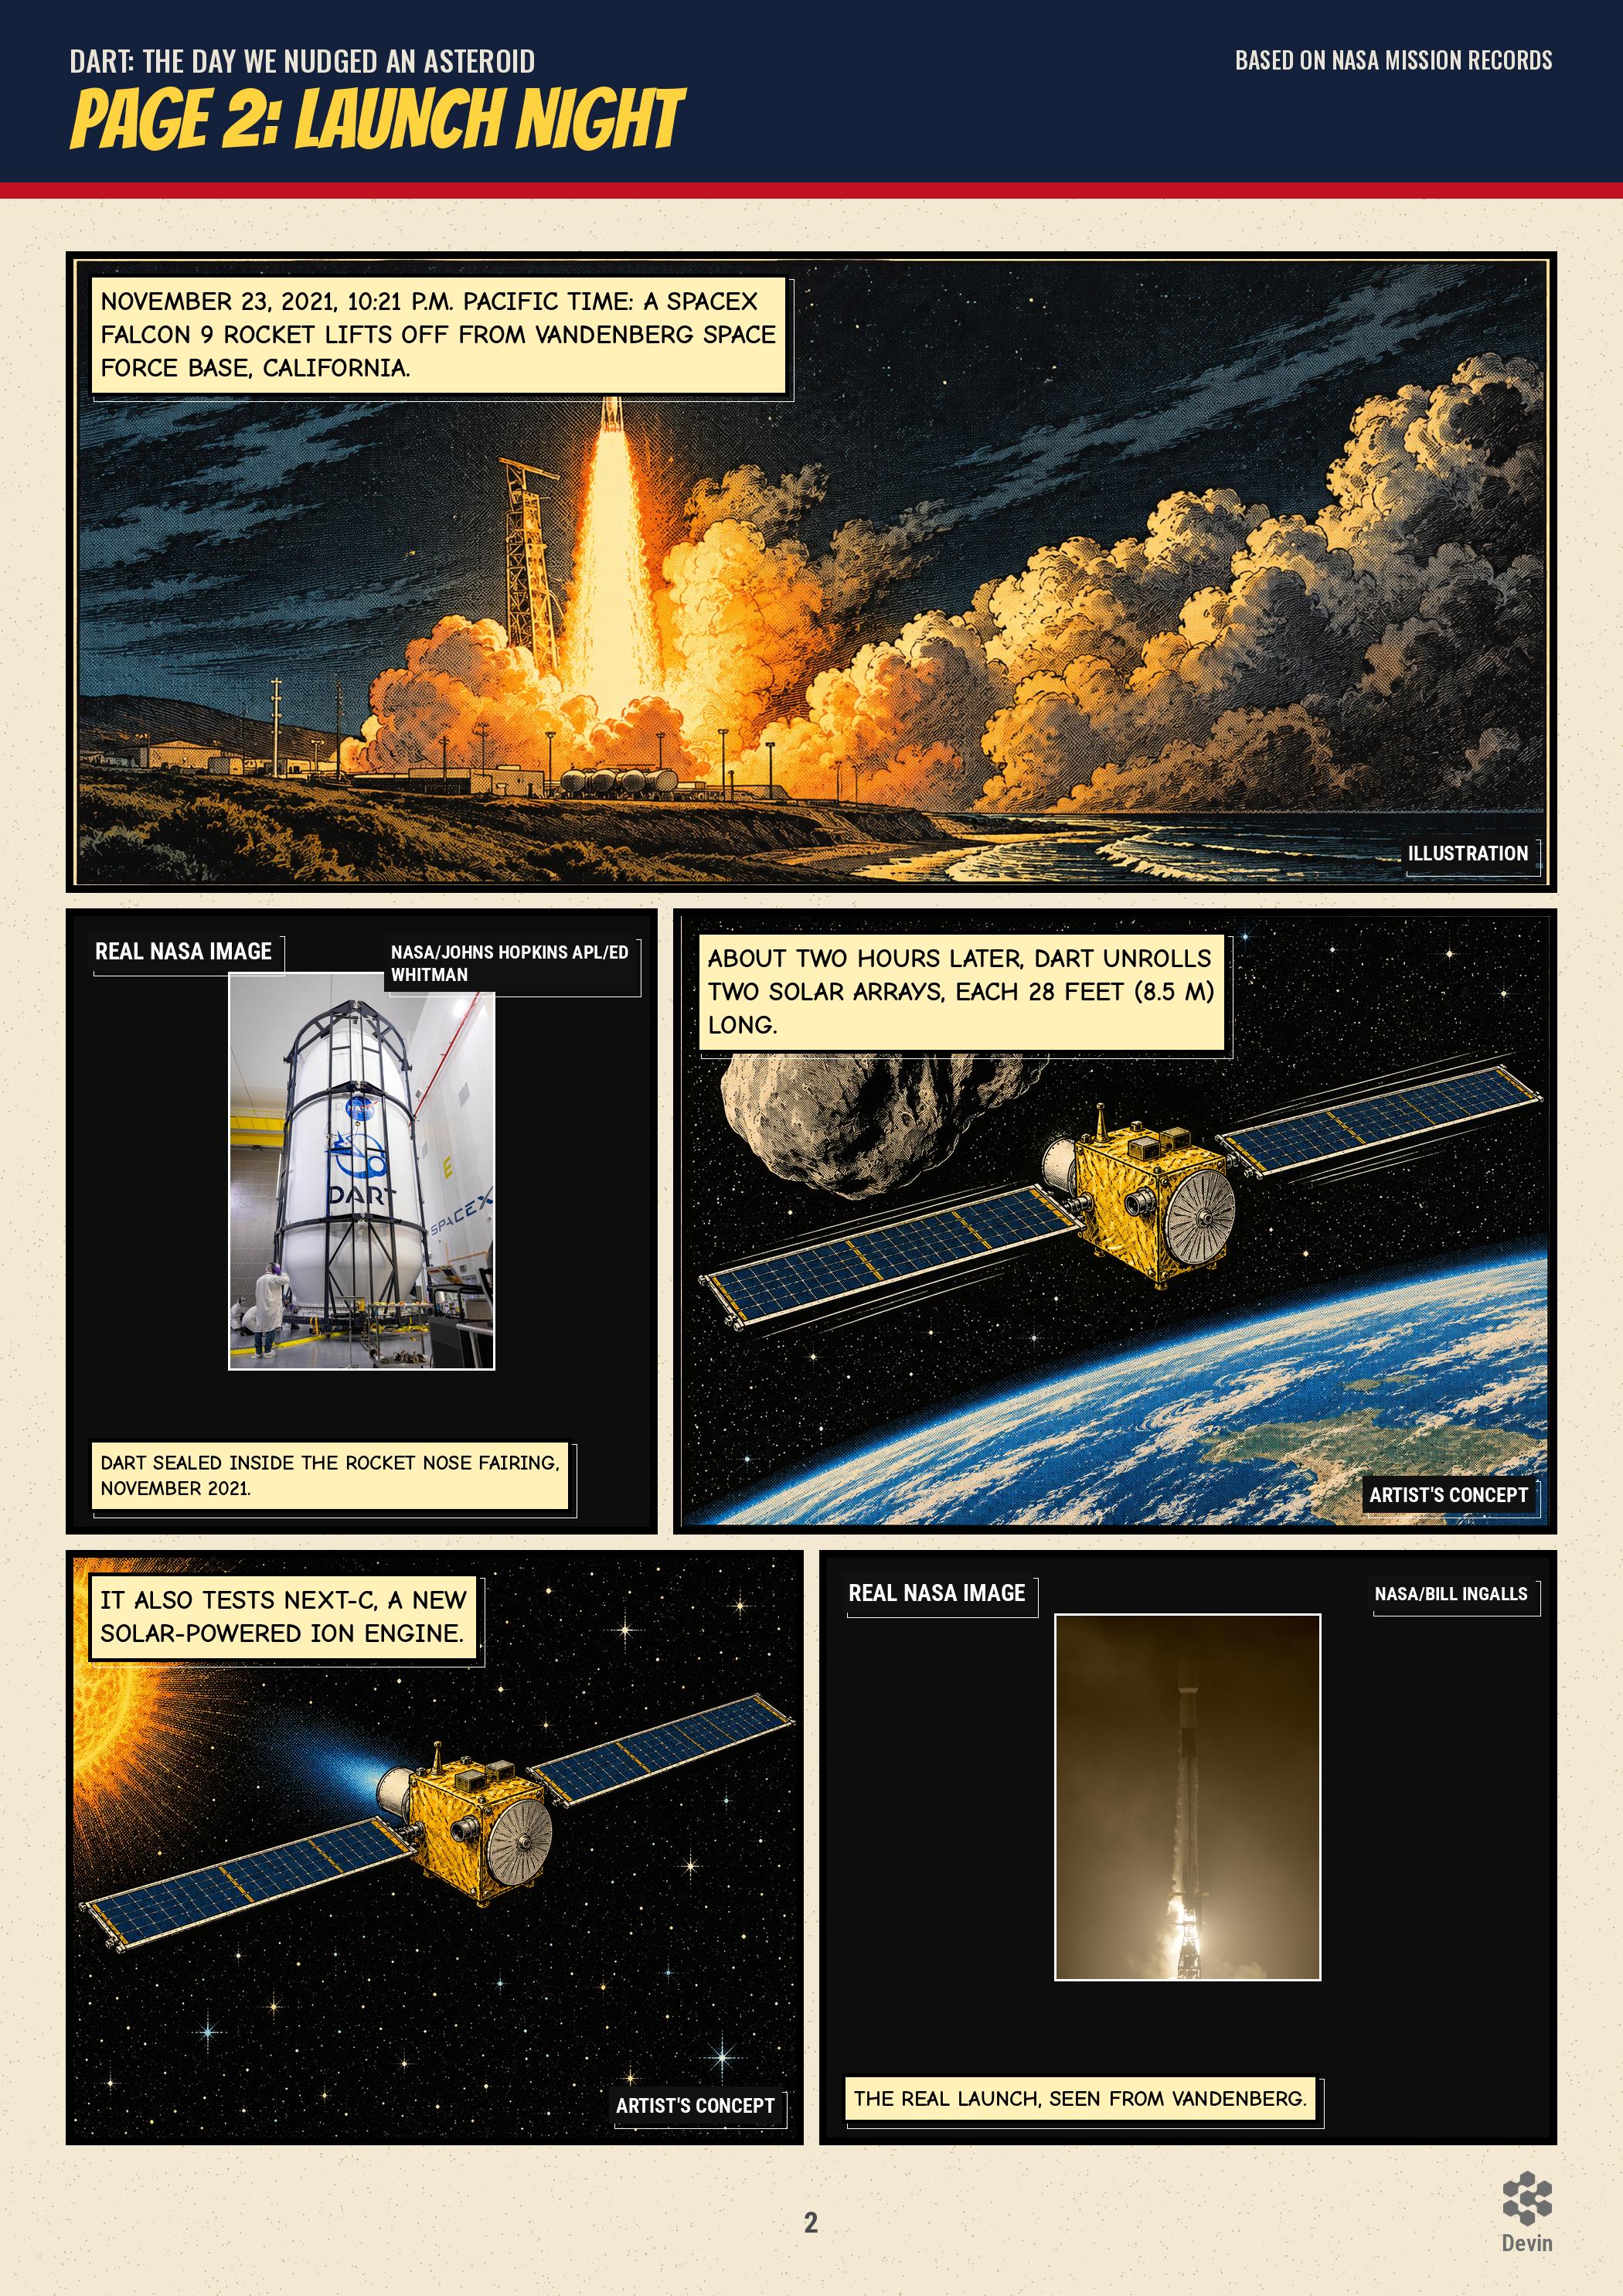 DART: THE DAY WE NUDGED AN ASTEROID
BASED ON NASA MISSION RECORDS
PAGE 2: LAUNCH NIGHT
NOVEMBER 23, 2021, 10:21 P.M. PACIFIC TIME: A SPACEX
FALCON 9 ROCKET LIFTS OFF FROM VANDENBERG SPACE
FORCE BASE, CALIFORNIA.
ILLUSTRATION
REAL NASA IMAGE
NASA/JOHNS HOPKINS APL/ED
WHITMAN
NASA
DART
SPACEX
E
DART SEALED INSIDE THE ROCKET NOSE FAIRING,
NOVEMBER 2021.
ABOUT TWO HOURS LATER, DART UNROLLS
TWO SOLAR ARRAYS, EACH 28 FEET (8.5 M)
LONG.
ARTIST'S CONCEPT
IT ALSO TESTS NEXT-C, A NEW
SOLAR-POWERED ION ENGINE.
ARTIST'S CONCEPT
REAL NASA IMAGE
NASA/BILL INGALLS
THE REAL LAUNCH, SEEN FROM VANDENBERG.
2
Devin